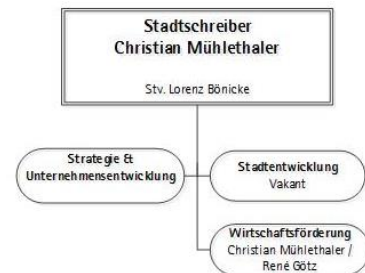 Stadtschreiber
Christian Mühlethaler
Stv. Lorenz Bönicke
Strategie &
Unternehmensentwicklung
Stadtentwicklung
Vakant
Wirtschaftsförderung
Christian Mühlethaler /
René Götz